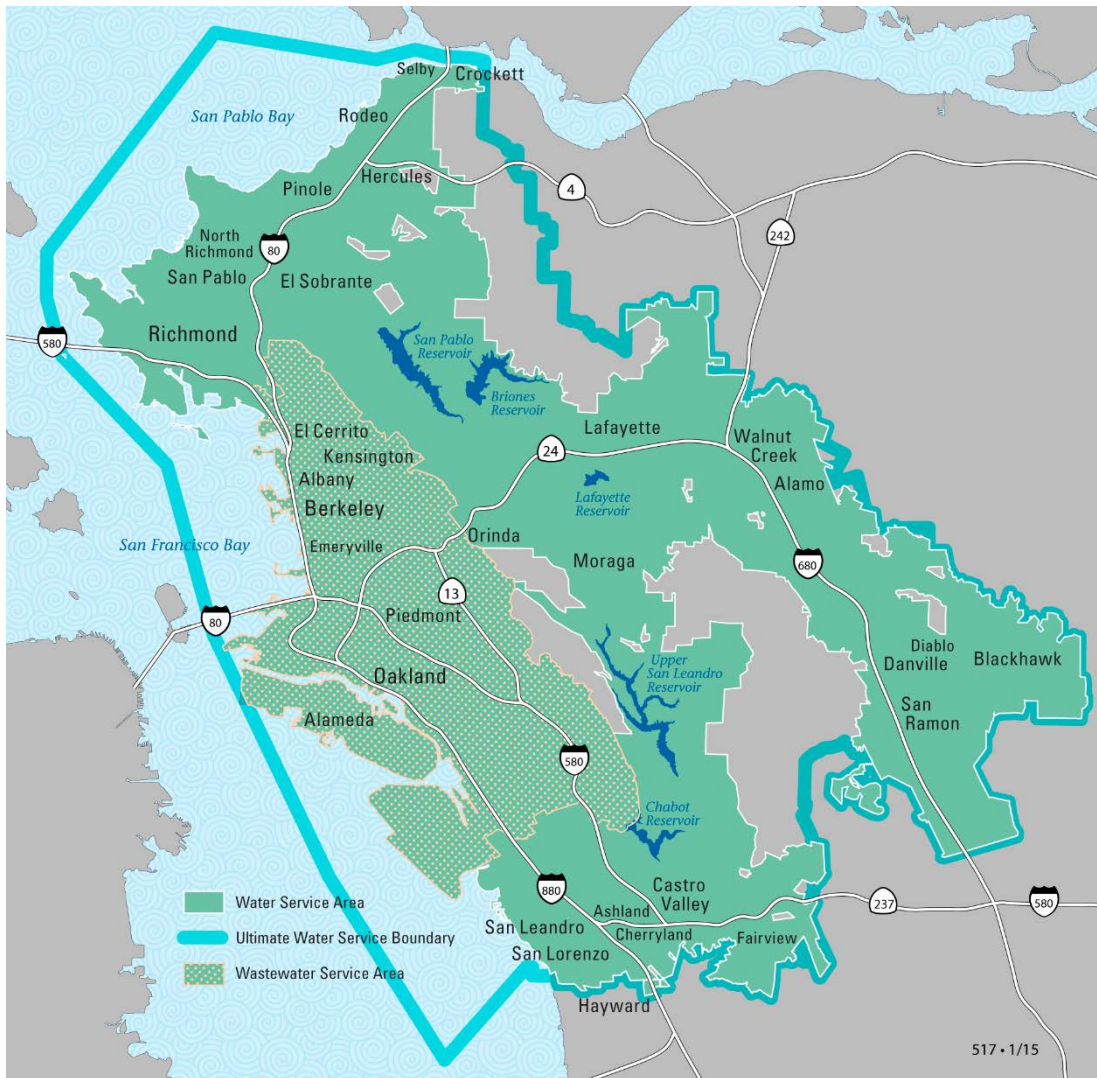 Selby
Crockett
San Pablo Bay
Rodeo
Hercules
Pinole
4
North
Richmond
80
242
San Pablo
El Sobrante
Richmond
580
San Pablo
Reservoir
Briones
Reservoir
El Cerrito
Lafayette
24
Walnut
Creek
Kensington
Albany
Alamo
Lafayette
Reservoir
Berkeley
San Francisco Bay
Emeryville
Orinda
Moraga
680
13
80
Piedmont
Diablo
Danville
Blackhawk
Upper
San Leandro
Reservoir
Oakland
San
Ramon
Alameda
580
Chabot
Reservoir
880
Castro
Valley
237
580
Water Service Area
Ashland
San Leandro
Cherryland
Fairview
Ultimate Water Service Boundary
San Lorenzo
Wastewater Service Area
Hayward
517 • 1/15